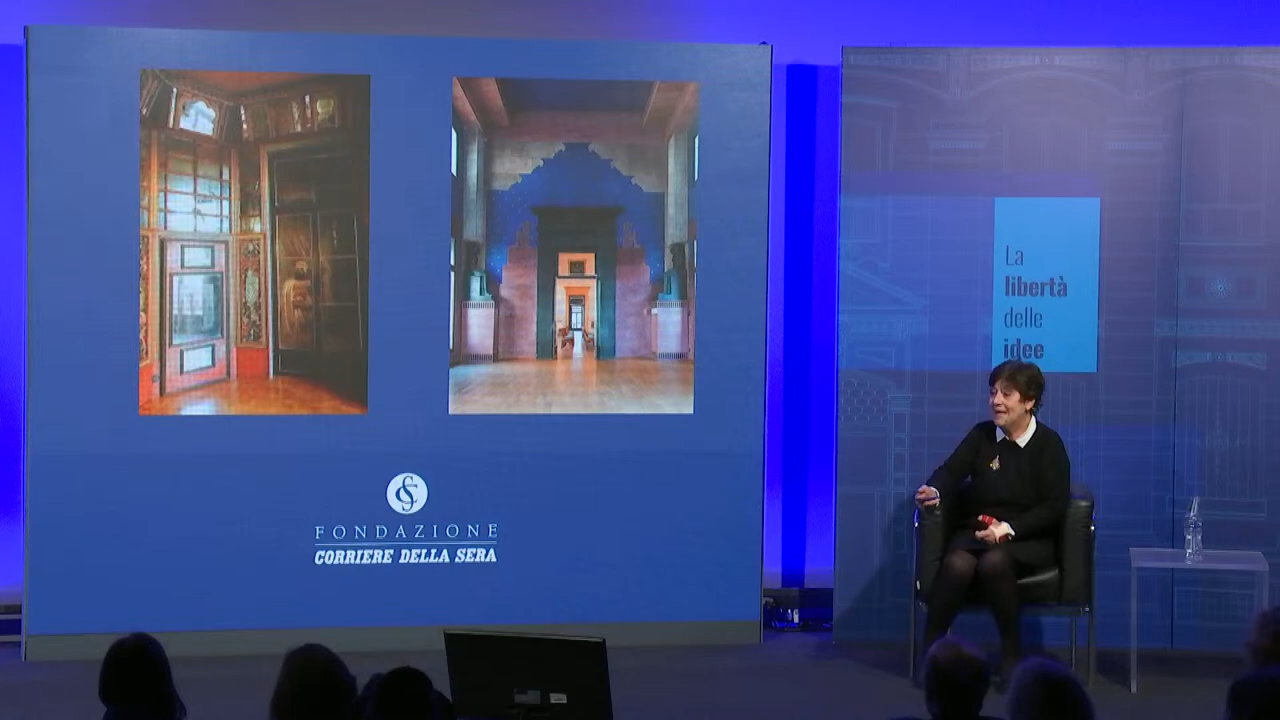 FONDAZIONE
CORRIERE DELLA SERA
La
libertà
delle
idee